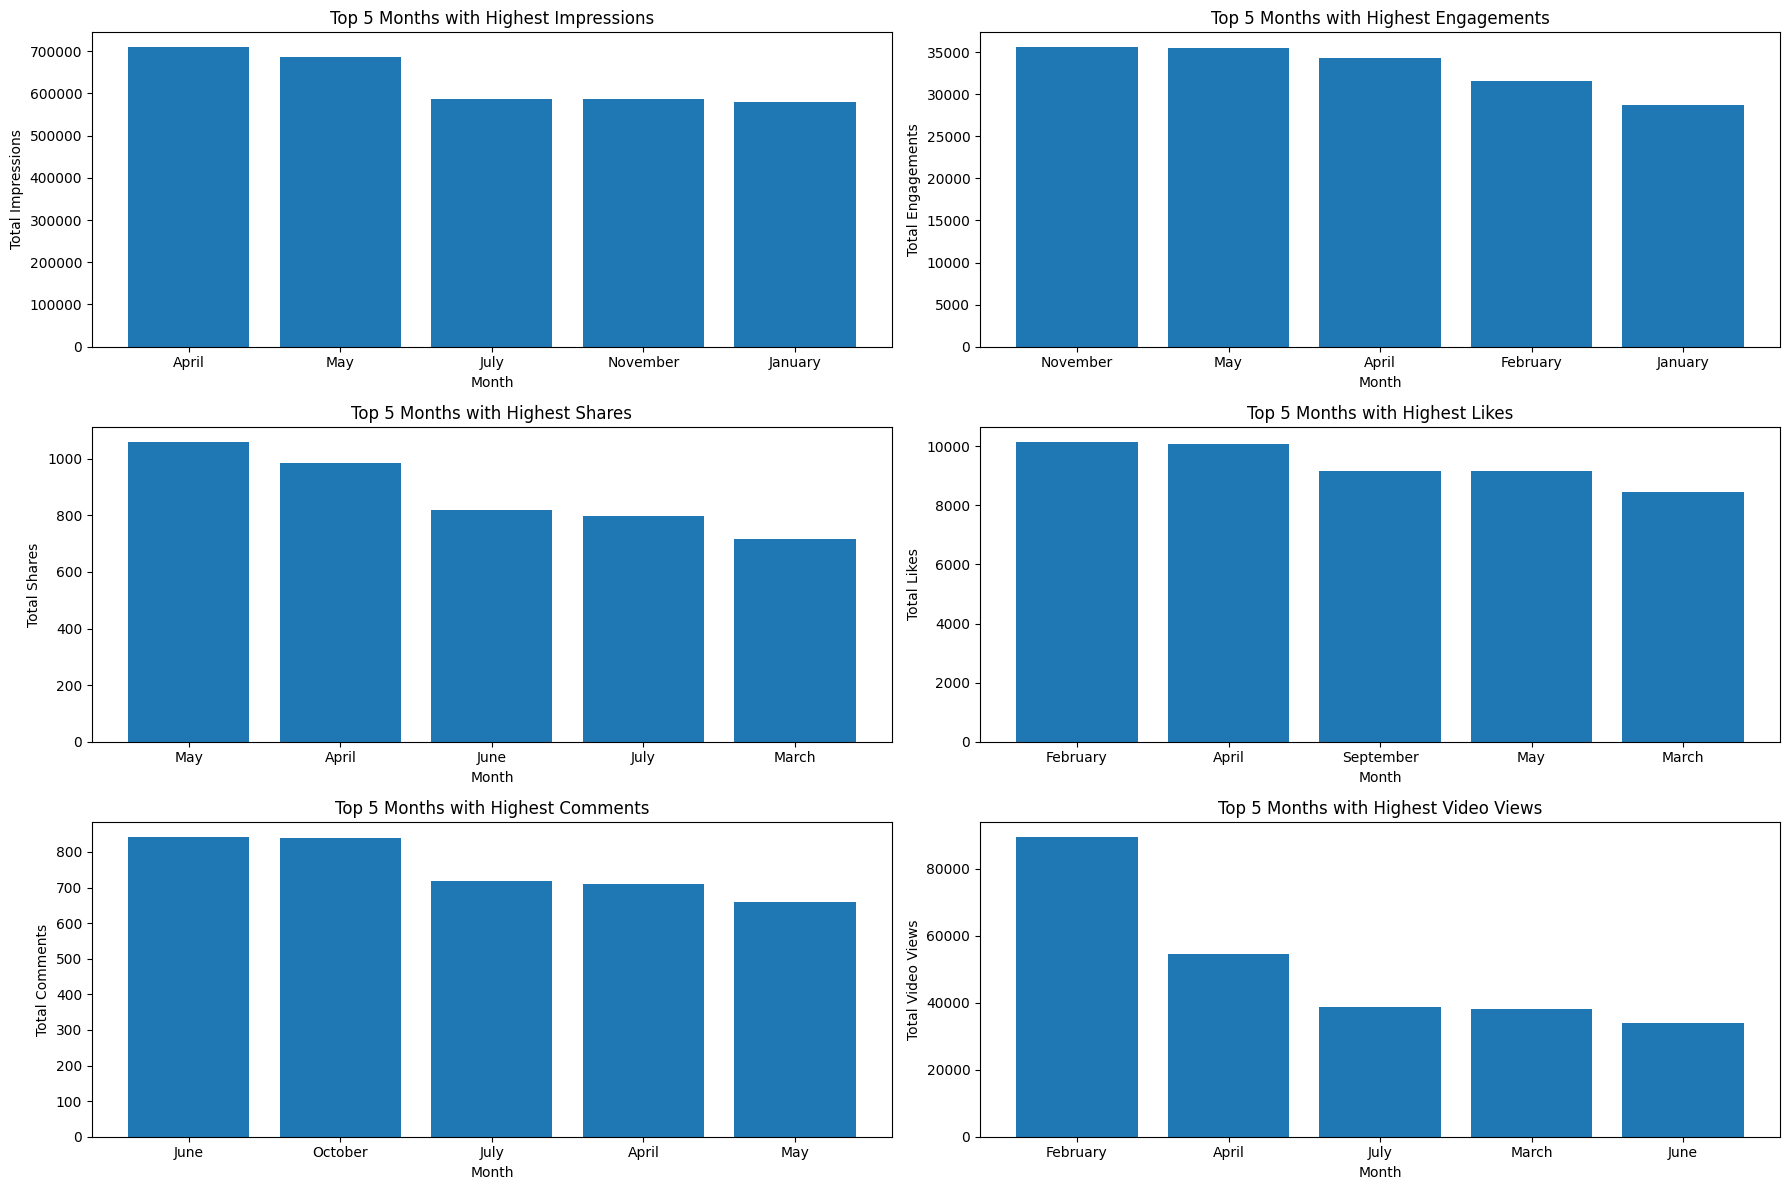 Top 5 Months with Highest Impressions
Total Impressions
700000
600000
500000
400000
300000
200000
100000
0
April May July November January
Month
Top 5 Months with Highest Engagements
Total Engagements
35000
30000
25000
20000
15000
10000
5000
0
November May April February January
Month
Top 5 Months with Highest Shares
Total Shares
1000
800
600
400
200
0
May April June July March
Month
Top 5 Months with Highest Likes
Total Likes
10000
8000
6000
4000
2000
0
February April September May March
Month
Top 5 Months with Highest Comments
Total Comments
800
700
600
500
400
300
200
100
0
June October July April May
Month
Top 5 Months with Highest Video Views
Total Video Views
80000
60000
40000
20000
0
February April July March June
Month